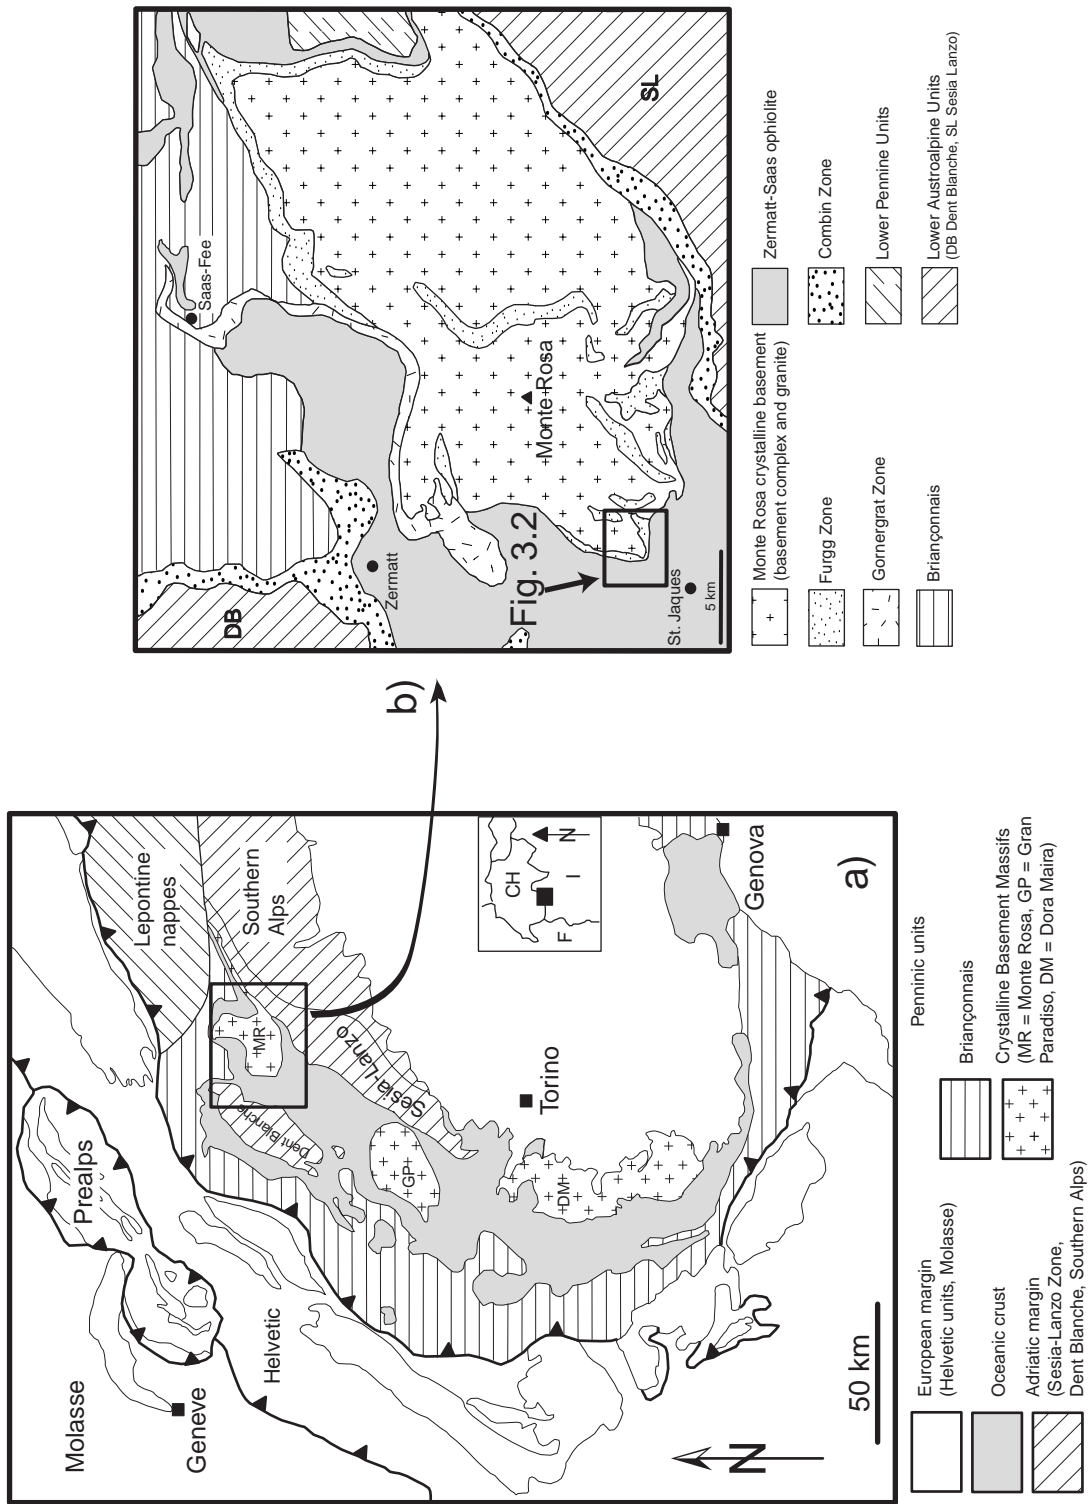 Molasse
Geneve
Prealps
Helvetic
Lepontine
nappes
Southern
Alps
MR
Dent Blanche
Sesia-Lanzo
GP
DM
Torino
Genova
CH
F
I
N
a)
N
50 km
European margin
(Helvetic units, Molasse)
Oceanic crust
Adriatic margin
(Sesia-Lanzo Zone,
Dent Blanche, Southern Alps)
Penninic units
Briançonnais
Crystalline Basement Massifs
(MR = Monte Rosa, GP = Gran
Paradiso, DM = Dora Maira)
b)
DB
Saas-Fee
Zermatt
Monte Rosa
Fig. 3.2
St. Jaques
5 km
SL
Monte Rosa crystalline basement
(basement complex and granite)
Furgg Zone
Gornergrat Zone
Briançonnais
Zermatt-Saas ophiolite
Combin Zone
Lower Pennine Units
Lower Austroalpine Units
(DB Dent Blanche, SL Sesia Lanzo)